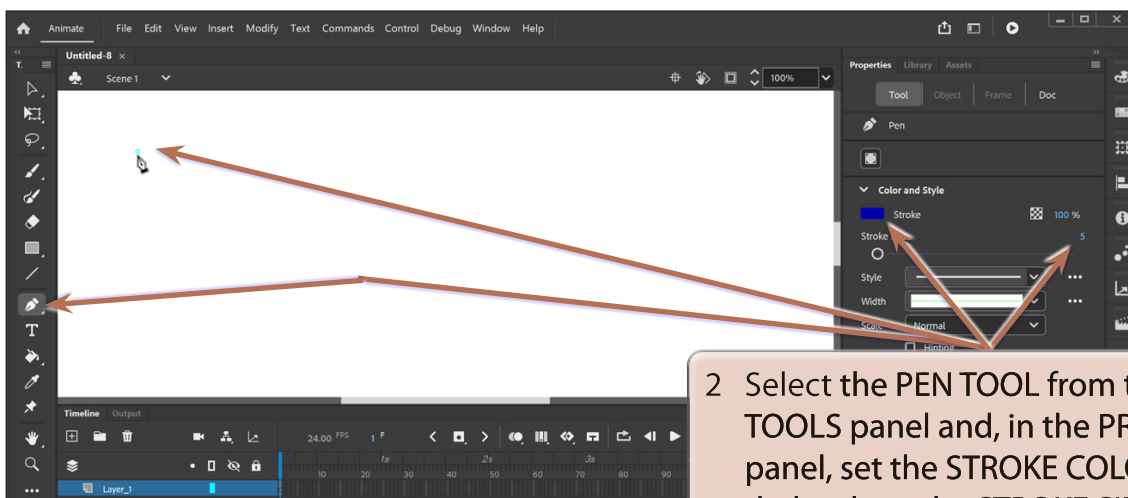 Animate File Edit View Insert Modify Text Commands Control Debug Window Help
Untitled-8 ×
T.
Scene 1
100%
Properties Library Assets
Tool Object Frame Doc
Pen
Color and Style
Stroke 100 %
Stroke 5
Style
Width
Scale Normal
Hinting
T
2 Select the PEN TOOL from
TOOLS panel and, in the
panel, set the STROKE
Timeline Output
24.00 FPS 1 F
1s 2s 3s
10 20 30 40 50 60 70 80 90
Layer_1